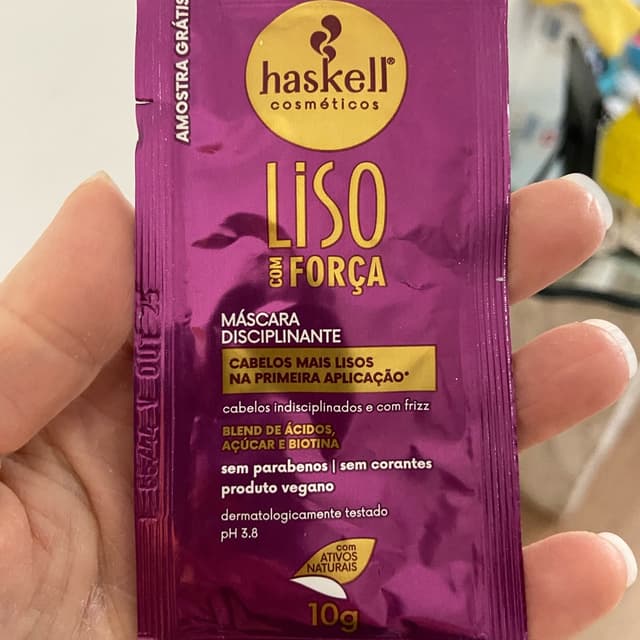 AMOSTRA GRÁTIS
haskell®
cosméticos
LiSO
COM FORÇA
MÁSCARA
DISCIPLINANTE
CABELOS MAIS LISOS
NA PRIMEIRA APLICAÇÃO*
cabelos indisciplinados e com frizz
BLEND DE ÁCIDOS,
AÇÚCAR E BIOTINA
sem parabenos | sem corantes
produto vegano
dermatologicamente testado
pH 3.8
com
ATIVOS
NATURAIS
10g
OUT 25